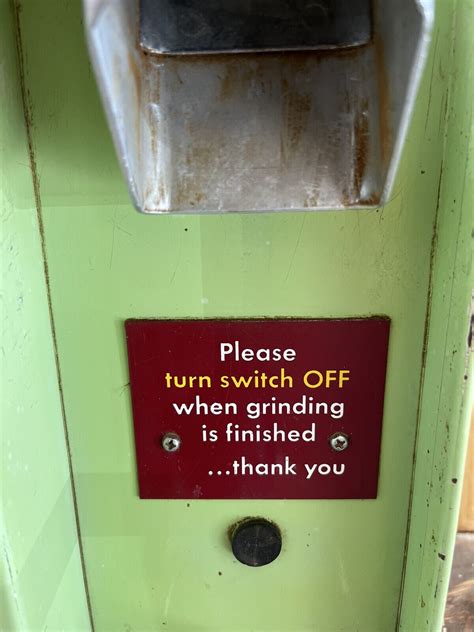 Please
turn switch OFF
when grinding
is finished
...thank you